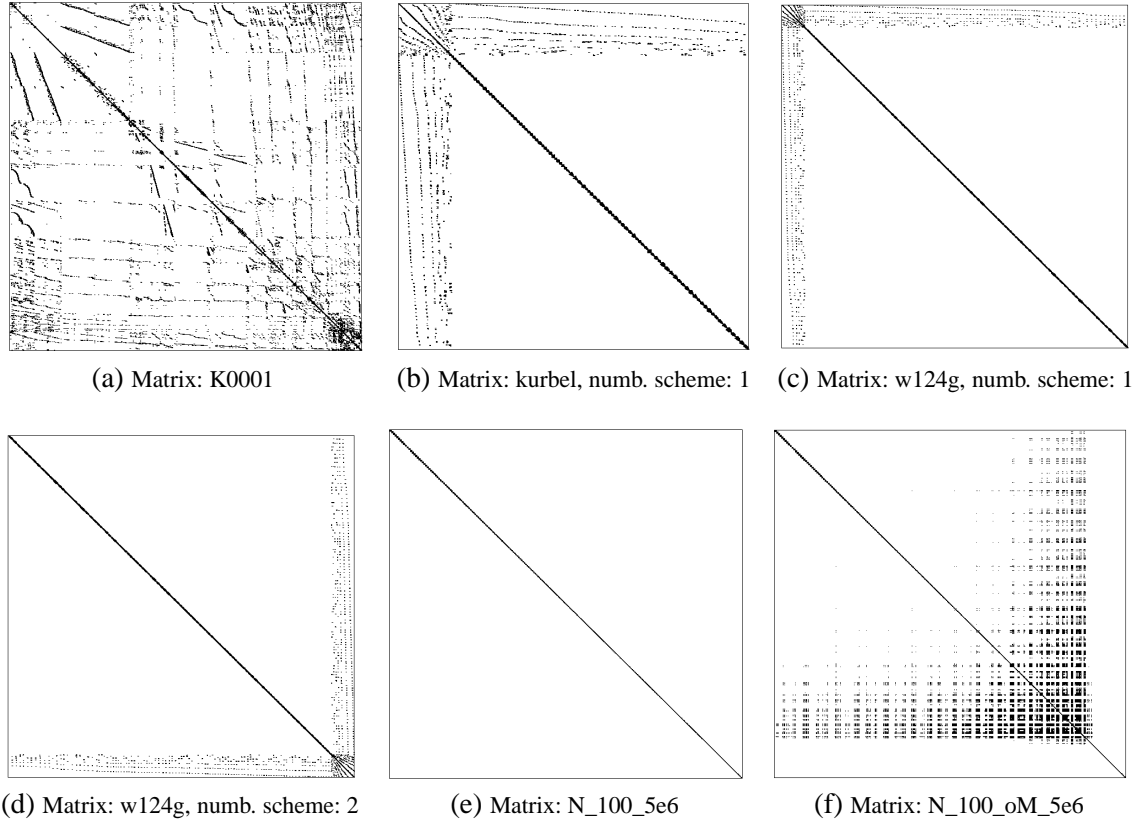 (a) Matrix: K0001
(b) Matrix: kurbel, numb. scheme: 1
(c) Matrix: w124g, numb. scheme: 1
(d) Matrix: w124g, numb. scheme: 2
(e) Matrix: N_100_5e6
(f) Matrix: N_100_oM_5e6